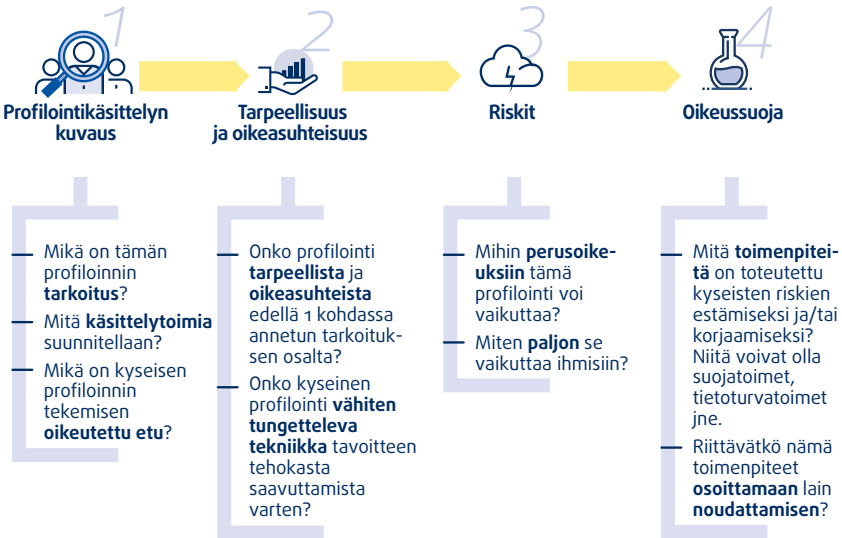 1
Profilointikäsittelyn
kuvaus
Mikä on tämän
profiloinnin
tarkoitus?
Mitä käsittelytoimia
suunnitellaan?
Mikä on kyseisen
profiloinnin
tekemisen
oikeutettu etu?
2
Tarpeellisuus
ja oikeasuhteisuus
Onko profilointi
tarpeellista ja
oikeasuhteista
edellä 1 kohdassa
annetun tarkoituk-
sen osalta?
Onko kyseinen
profilointi vähiten
tungetteleva
tekniikka tavoitteen
tehokasta
saavuttamista
varten?
3
Riskit
Mihin perusoike-
uksiin tämä
profilointi voi
vaikuttaa?
Miten paljon se
vaikuttaa ihmisiin?
4
Oikeussuoja
Mitä toimenpitei-
tä on toteutettu
kyseisten riskien
estämiseksi ja/tai
korjaamiseksi?
Niitä voivat olla
suojatoimet,
tietoturvatoimet
jne.
Riittävätkö nämä
toimenpiteet
osoittamaan lain
noudattamisen?